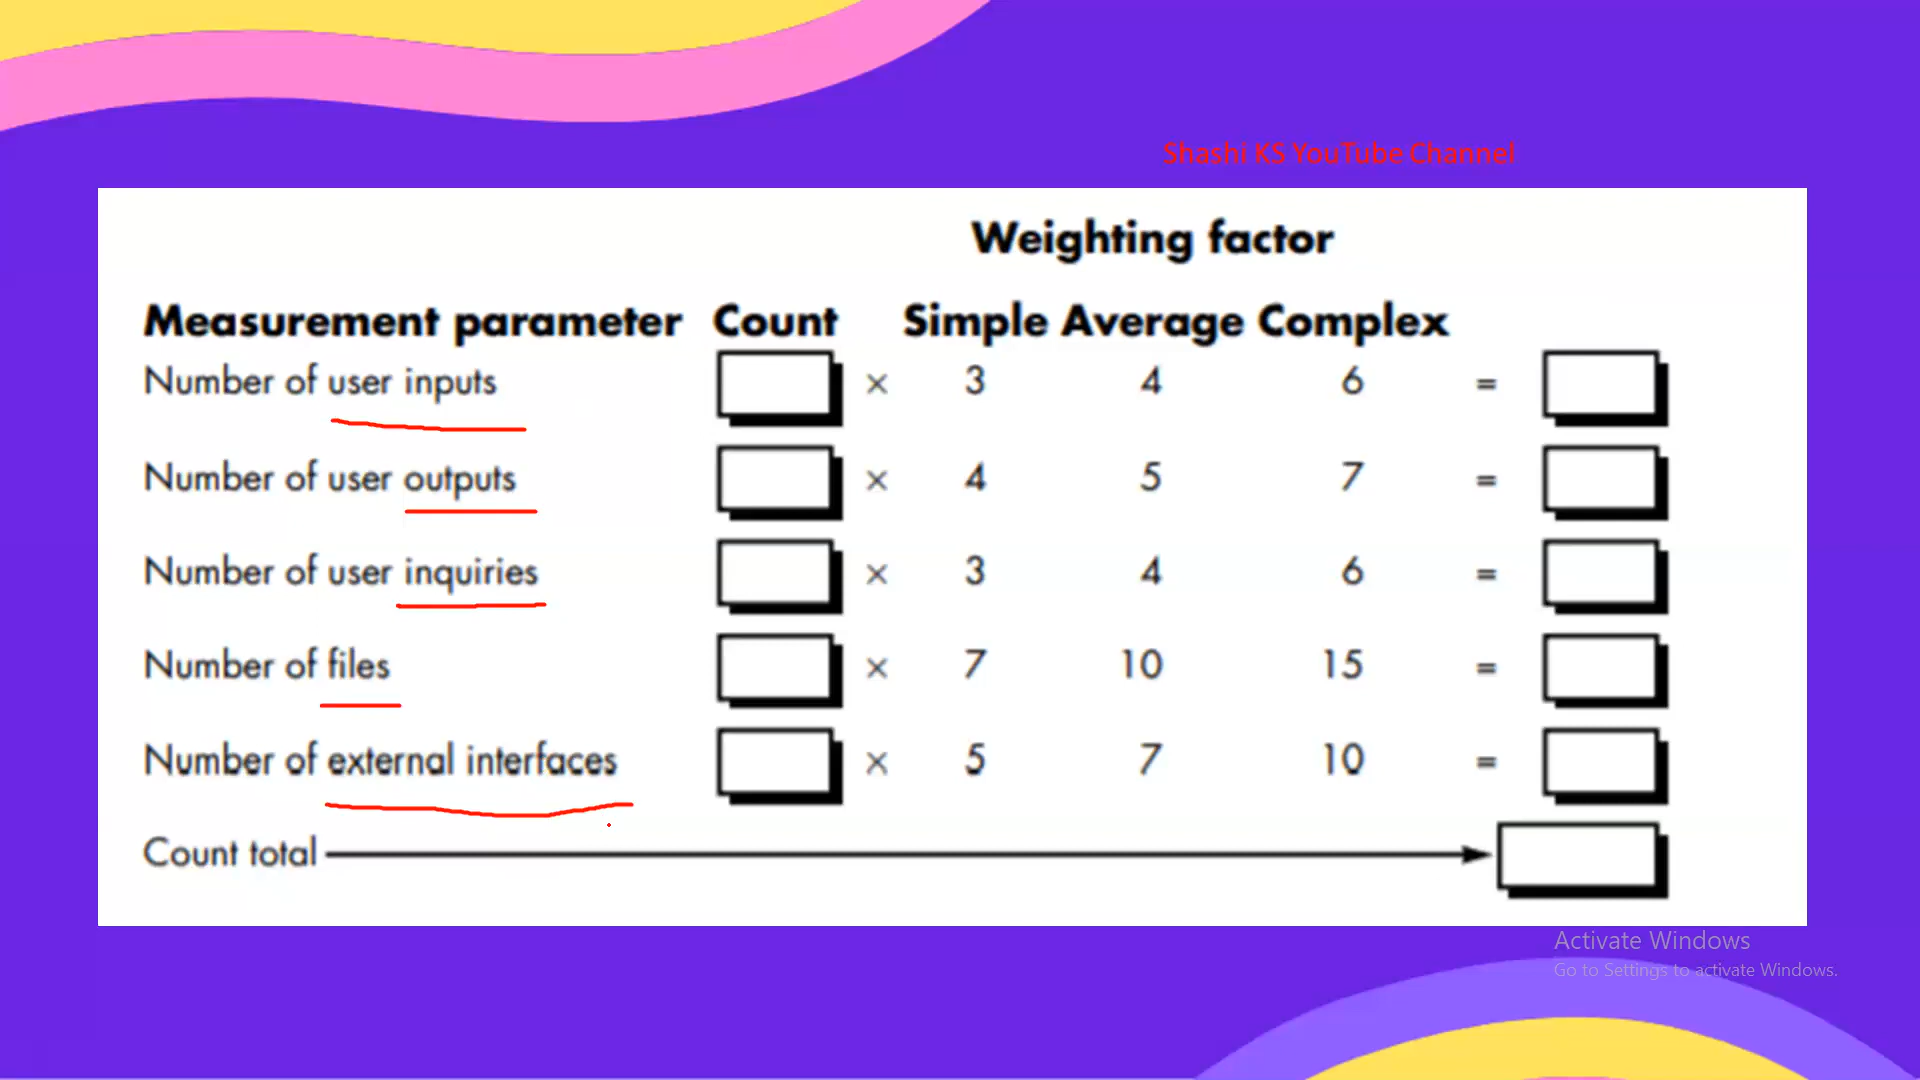 Shashi KS YouTube Channel
Weighting factor
Measurement parameter Count Simple Average Complex
Number of user inputs × 3 4 6 =
Number of user outputs × 4 5 7 =
Number of user inquiries × 3 4 6 =
Number of files × 7 10 15 =
Number of external interfaces × 5 7 10 =
Count total
Activate Windows
Go to Settings to activate Windows.